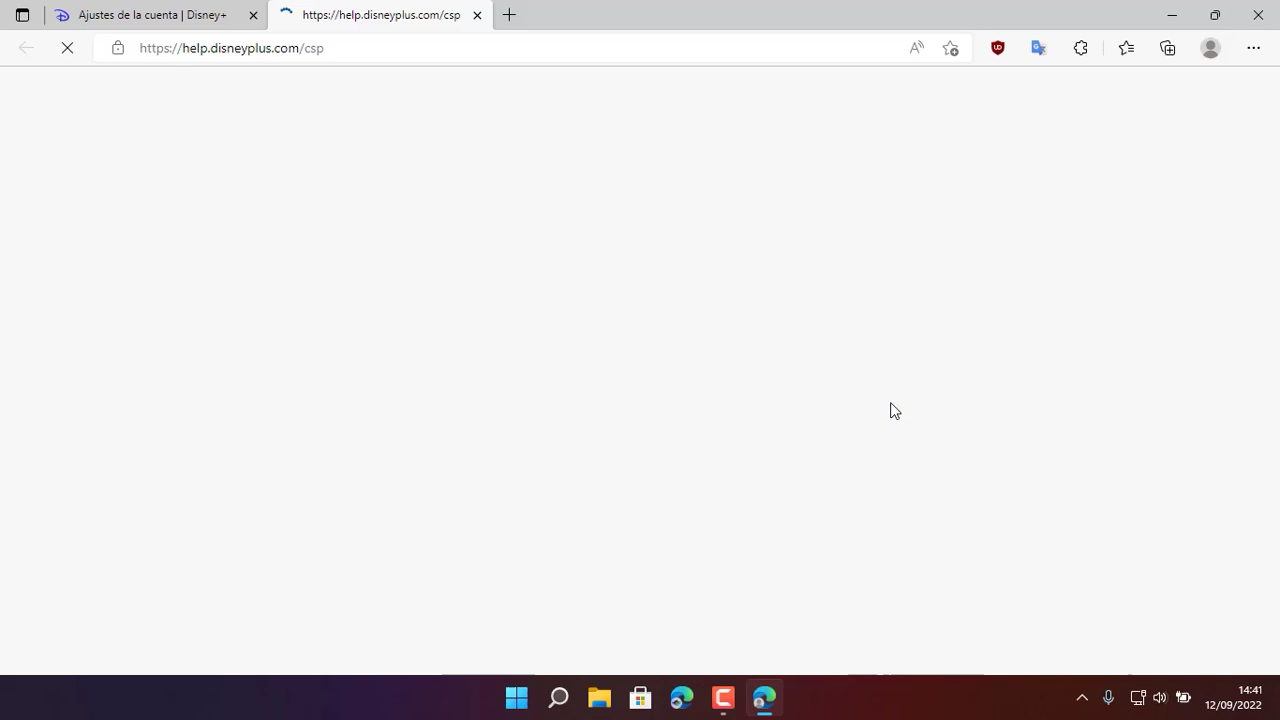 Ajustes de la cuenta | Disney+
https://help.disneyplus.com/csp
https://help.disneyplus.com/csp
14:41
12/09/2022